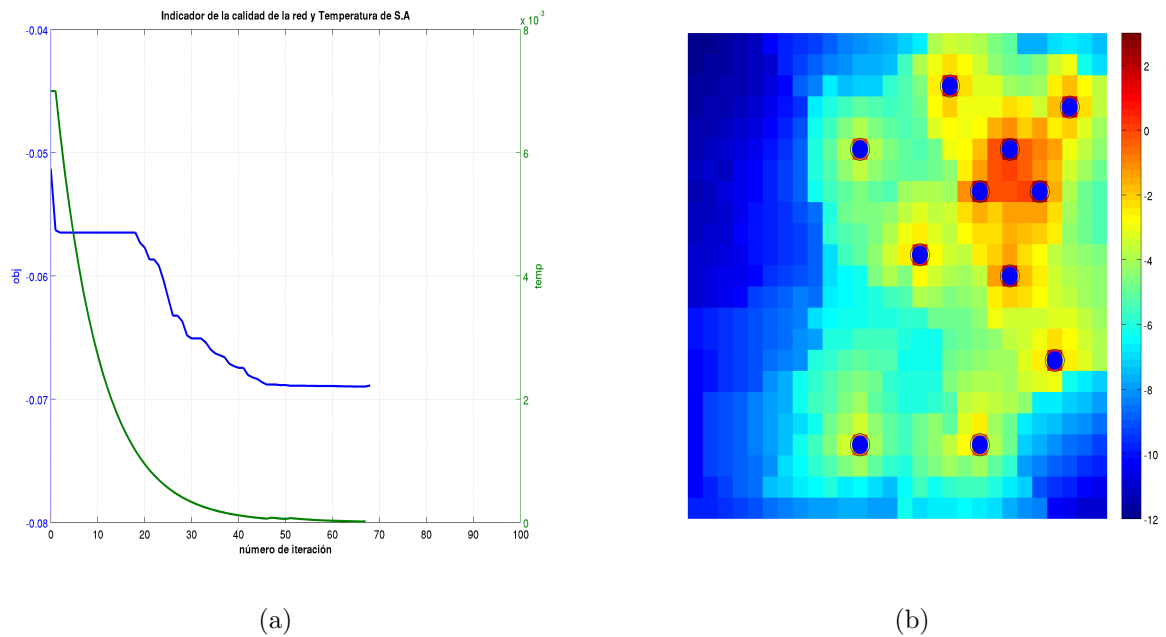 Indicador de la calidad de la red y Temperatura de S.A
x 10⁻³
-0.04
-0.05
-0.06
-0.07
-0.08
obj
8
6
4
2
0
temp
0 10 20 30 40 50 60 70 80 90 100
número de iteración
(a)
2
0
-2
-4
-6
-8
-10
-12
(b)